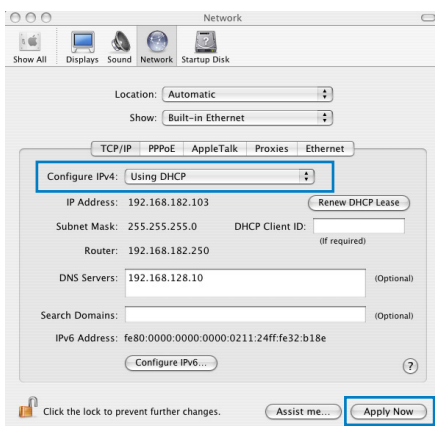 Network
Show All Displays Sound Network Startup Disk
Location: Automatic
Show: Built-in Ethernet
TCP/IP PPPoE AppleTalk Proxies Ethernet
Configure IPv4: Using DHCP
IP Address: 192.168.182.103 Renew DHCP Lease
Subnet Mask: 255.255.255.0 DHCP Client ID:
(If required)
Router: 192.168.182.250
DNS Servers: 192.168.128.10 (Optional)
Search Domains: (Optional)
IPv6 Address: fe80:0000:0000:0000:0211:24ff:fe32:b18e
Configure IPv6... ?
Click the lock to prevent further changes. Assist me... Apply Now